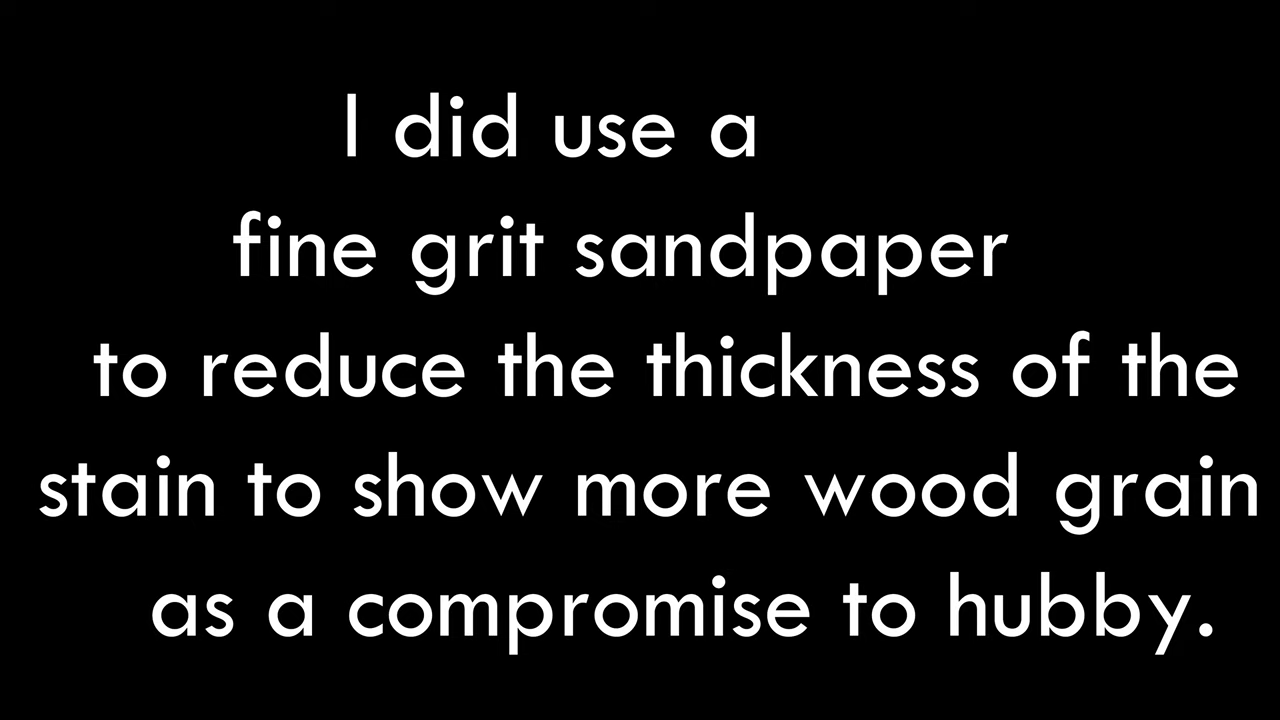 I did use a
fine grit sandpaper
to reduce the thickness of the
stain to show more wood grain
as a compromise to hubby.